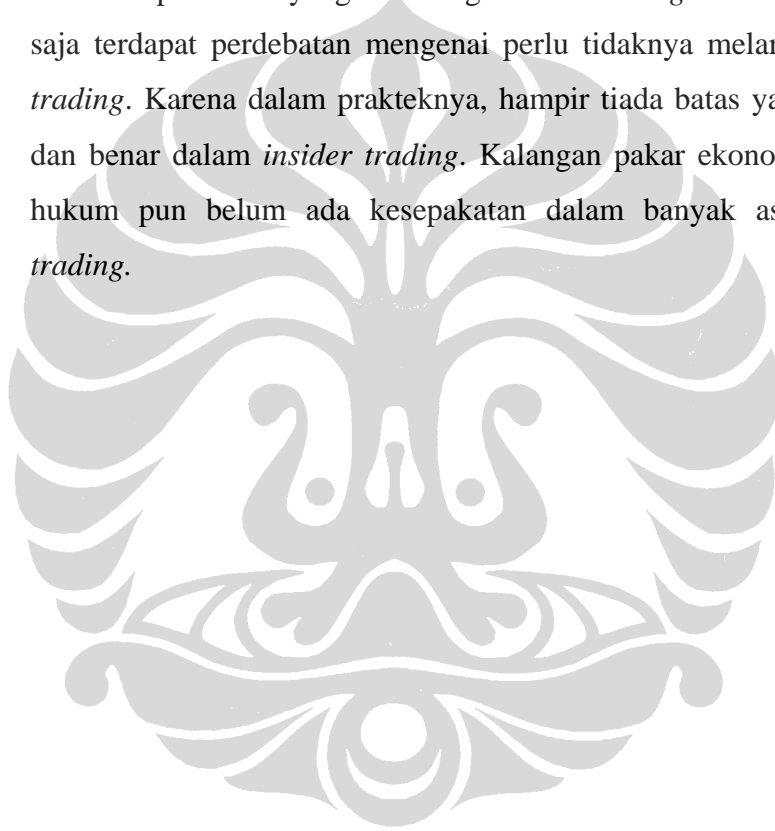 saja terdapat perdebatan mengenai perlu tidaknya melar
trading. Karena dalam prakteknya, hampir tiada batas ya
dan benar dalam insider trading. Kalangan pakar ekono
hukum pun belum ada kesepakatan dalam banyak as
trading.